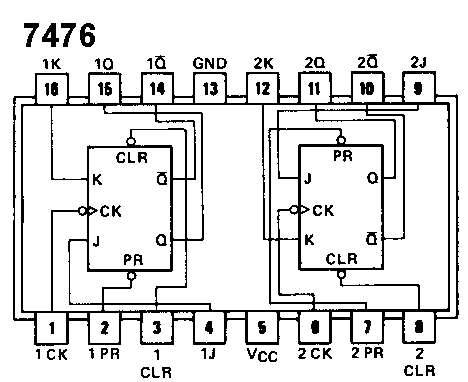 7476
1K 1Q 1Q̅ GND 2K 2Q 2Q̅ 2J
16 15 14 13 12 11 10 9
CLR PR
K Q̅ J Q
CK CK
J Q K Q̅
PR CLR
1 2 3 4 5 6 7 8
1 CK 1 PR 1 CLR 1J VCC 2 CK 2 PR 2 CLR